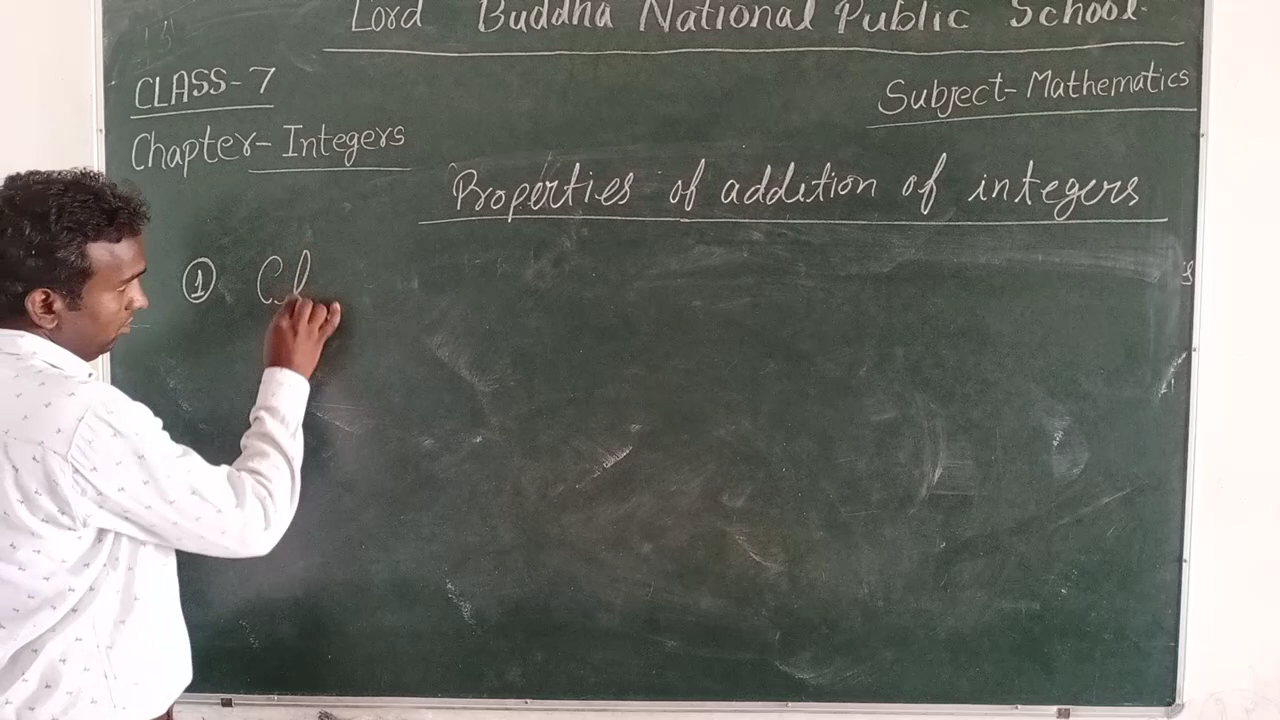 Lord Buddha National Public School.
CLASS-7
Subject-Mathematics
Chapter- Integers
Properties of addition of integers
① Cl